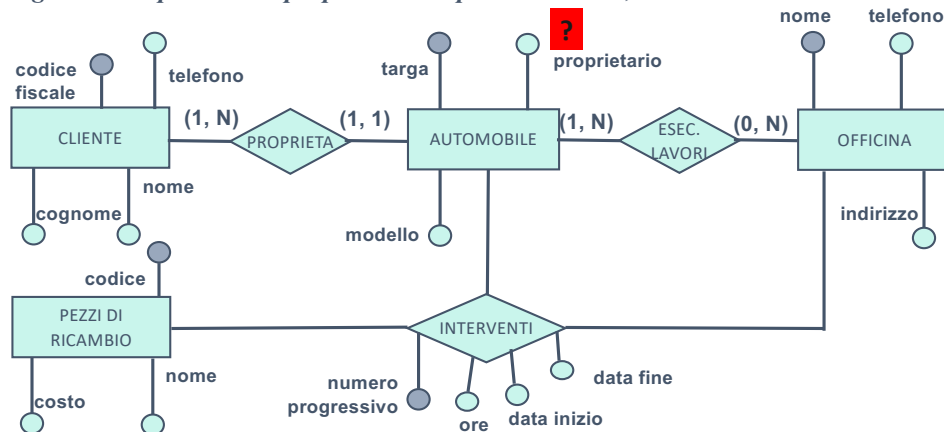 ?
nome
telefono
codice
fiscale
telefono
targa
proprietario
CLIENTE
(1, N)
PROPRIETA
(1, 1)
AUTOMOBILE
(1, N)
ESEC.
LAVORI
(0, N)
OFFICINA
cognome
nome
modello
indirizzo
codice
PEZZI DI
RICAMBIO
INTERVENTI
costo
nome
numero
progressivo
ore
data inizio
data fine